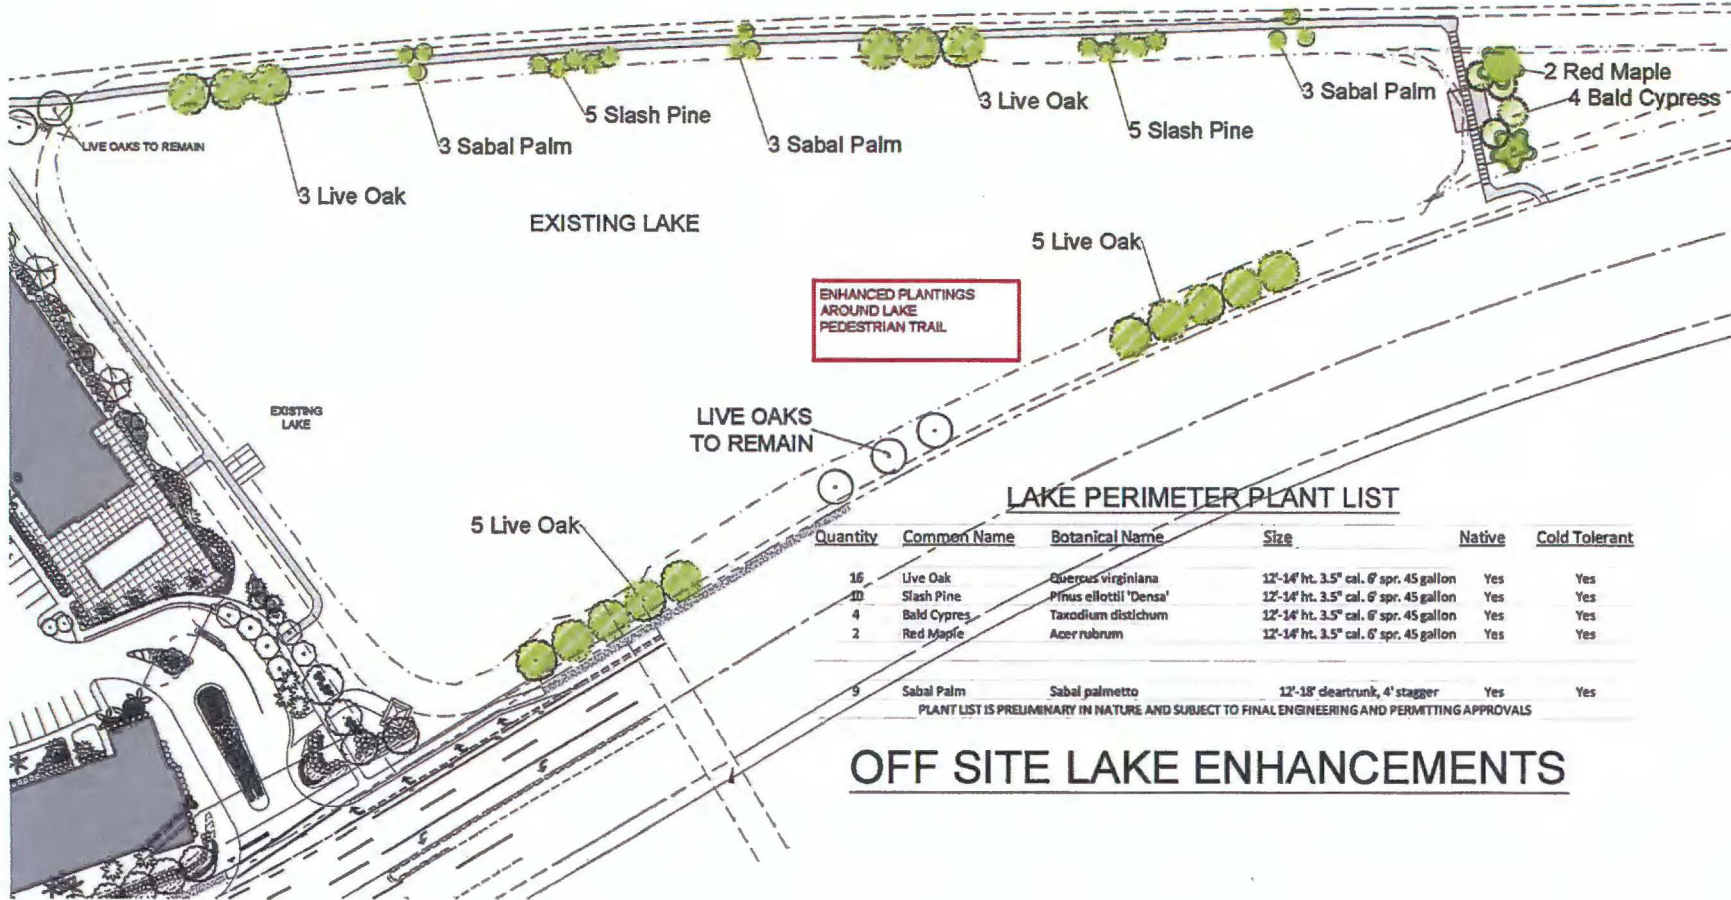 2 Red Maple
4 Bald Cypress
3 Sabal Palm
3 Live Oak
5 Slash Pine
5 Slash Pine
3 Sabal Palm
3 Sabal Palm
LIVE OAKS TO REMAIN
3 Live Oak
EXISTING LAKE
5 Live Oak
ENHANCED PLANTINGS
AROUND LAKE
PEDESTRIAN TRAIL
EXISTING
LAKE
LIVE OAKS
TO REMAIN
5 Live Oak
LAKE PERIMETER PLANT LIST
Quantity Common Name Botanical Name Size Native Cold Tolerant
16 Live Oak Quercus virginiana 12'-14' ht. 3.5" cal. 6' spr. 45 gallon Yes Yes
10 Slash Pine Pinus ellottii 'Densa' 12'-14' ht. 3.5" cal. 6' spr. 45 gallon Yes Yes
4 Bald Cypres Taxodium distichum 12'-14' ht. 3.5" cal. 6' spr. 45 gallon Yes Yes
2 Red Maple Acer rubrum 12'-14' ht. 3.5" cal. 6' spr. 45 gallon Yes Yes
9 Sabal Palm Sabal palmetto 12'-18' cleartrunk, 4' stagger Yes Yes
PLANT LIST IS PRELIMINARY IN NATURE AND SUBJECT TO FINAL ENGINEERING AND PERMITTING APPROVALS
OFF SITE LAKE ENHANCEMENTS